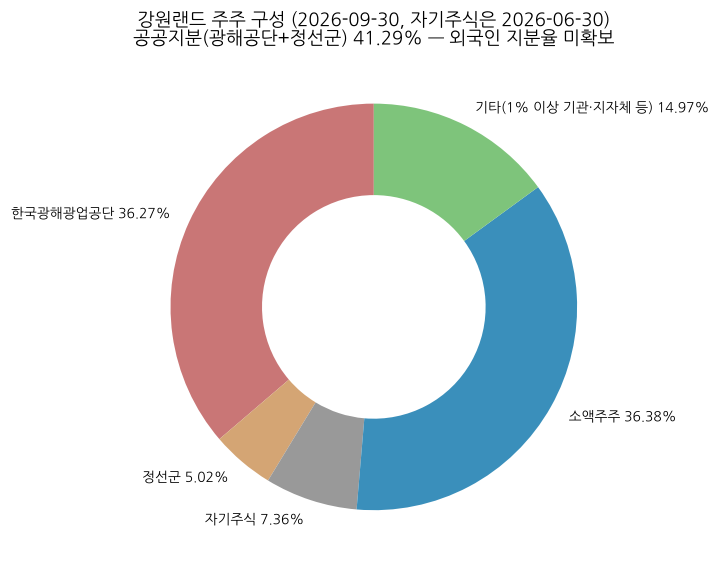 강원랜드 주주 구성 (2026-09-30, 자기주식은 2026-06-30)
공공지분(광해공단+정선군) 41.29% — 외국인 지분율 미확보
기타(1% 이상 기관·지자체 등) 14.97%
한국광해광업공단 36.27%
소액주주 36.38%
정선군 5.02%
자기주식 7.36%